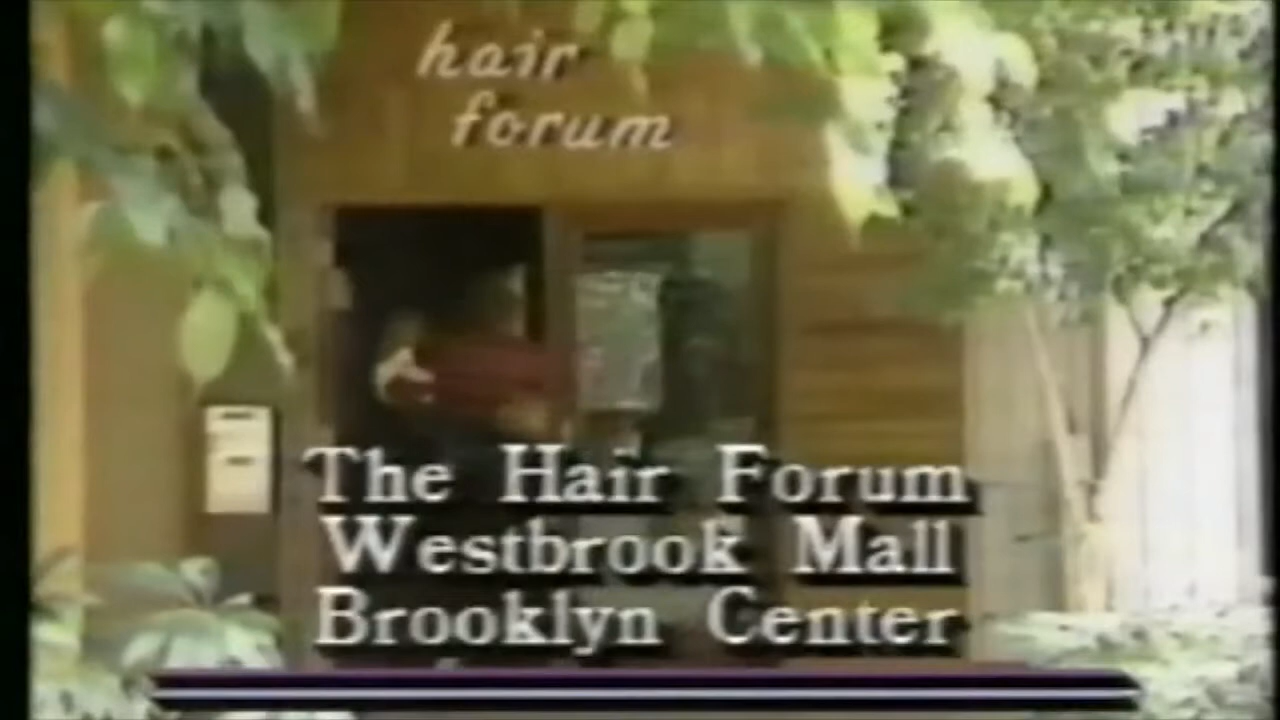 hair
forum
The Hair Forum
Westbrook Mall
Brooklyn Center